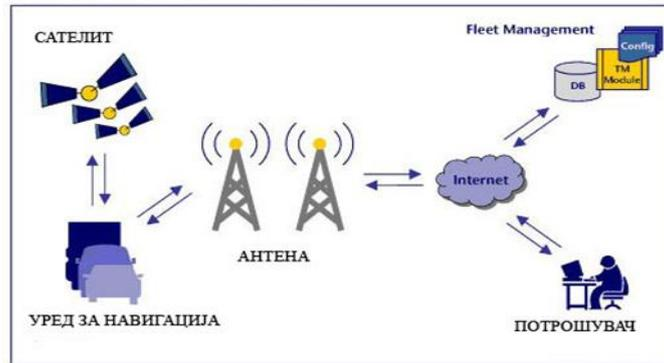 САТЕЛИТ
Fleet Management
Config
TM
Module
DB
Internet
АНТЕНА
УРЕД ЗА НАВИГАЦИЈА
ПОТРОШУВАЧ